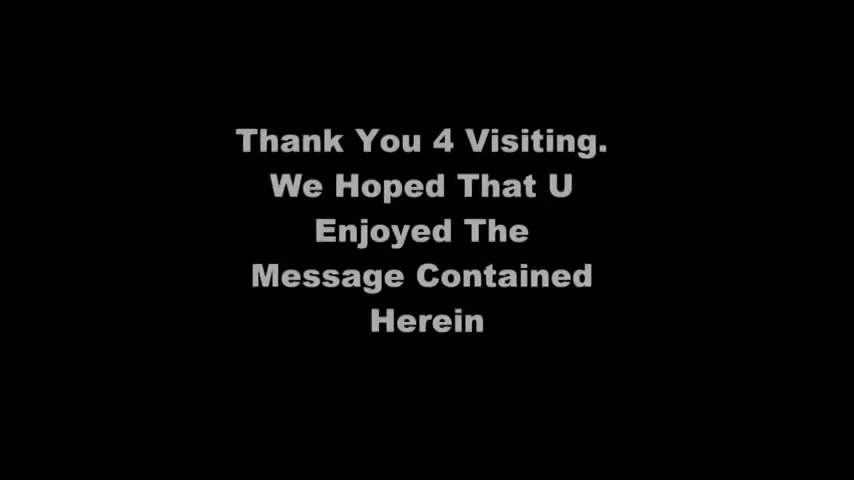 Thank You 4 Visiting.
We Hoped That U
Enjoyed The
Message Contained
Herein